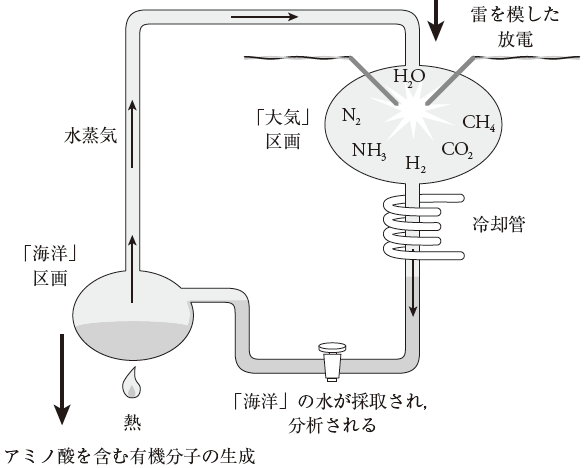 雷を模した
放電
H₂O
「大気」
区画
N₂
CH₄
NH₃
CO₂
H₂
水蒸気
冷却管
「海洋」
区画
熱
「海洋」の水が採取され,
分析される
アミノ酸を含む有機分子の生成